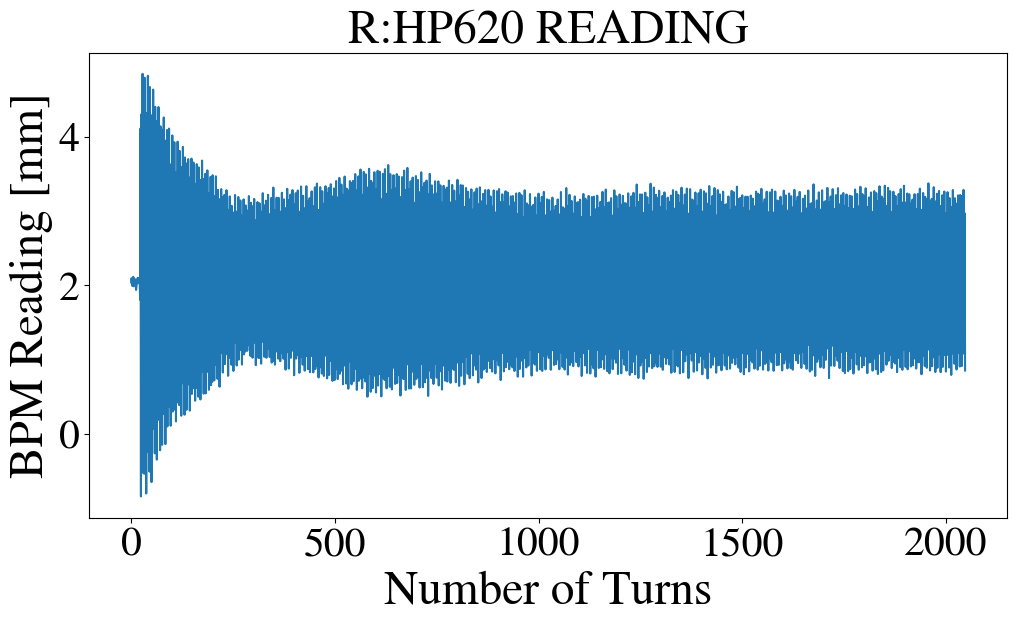 R:HP620 READING
BPM Reading [mm]
4
2
0
0 500 1000 1500 2000
Number of Turns